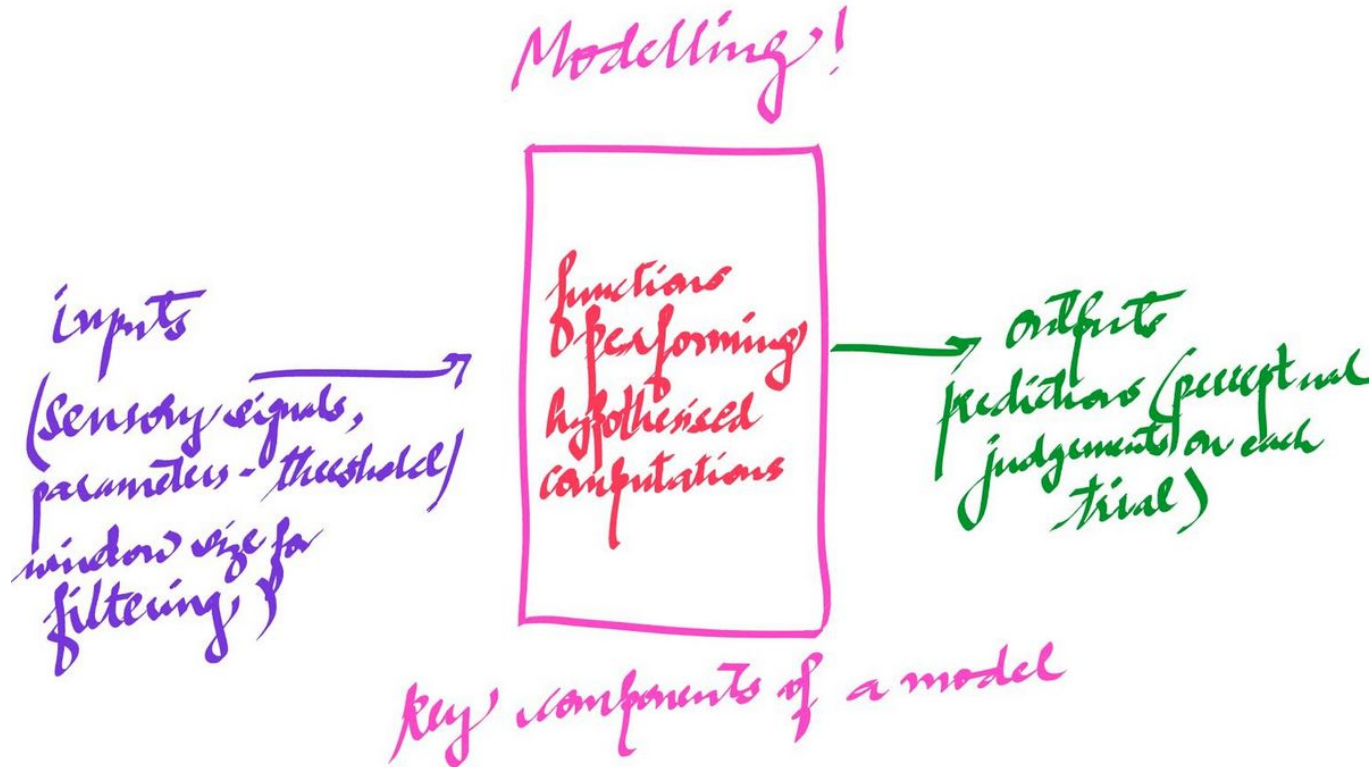 Modelling!
inputs
(sensory signals,
parameters - threshold)
window size for
filtering, )
functions
performing
hypothesised
computations
outputs
predictions (perceptual
judgements on each
trial)
key components of a model